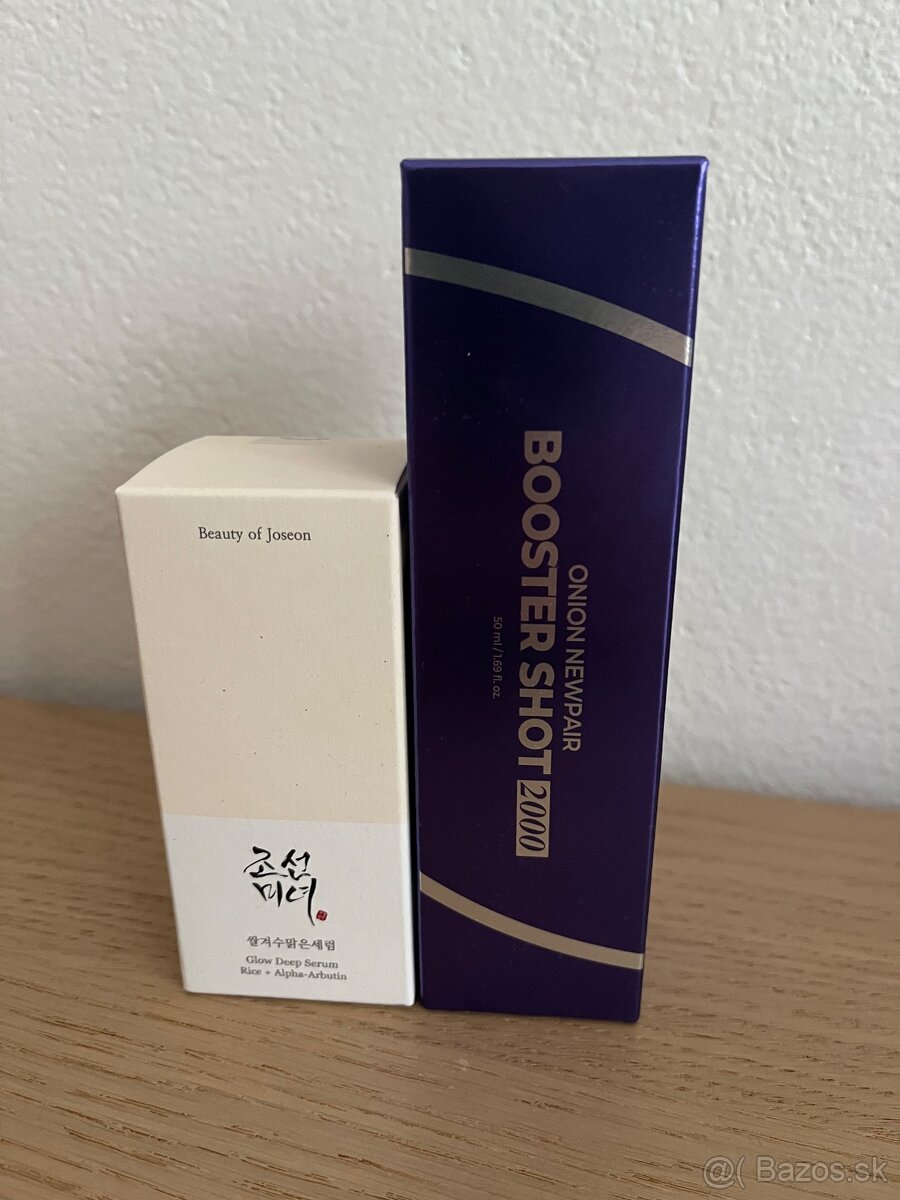 Beauty of Joseon
조선
미녀
쌀겨수맑은세럼
Glow Deep Serum
Rice + Alpha-Arbutin
ONION NEWPAIR
BOOSTER SHOT 2000
50 ml / 1.69 fl. oz.
@( Bazos.sk